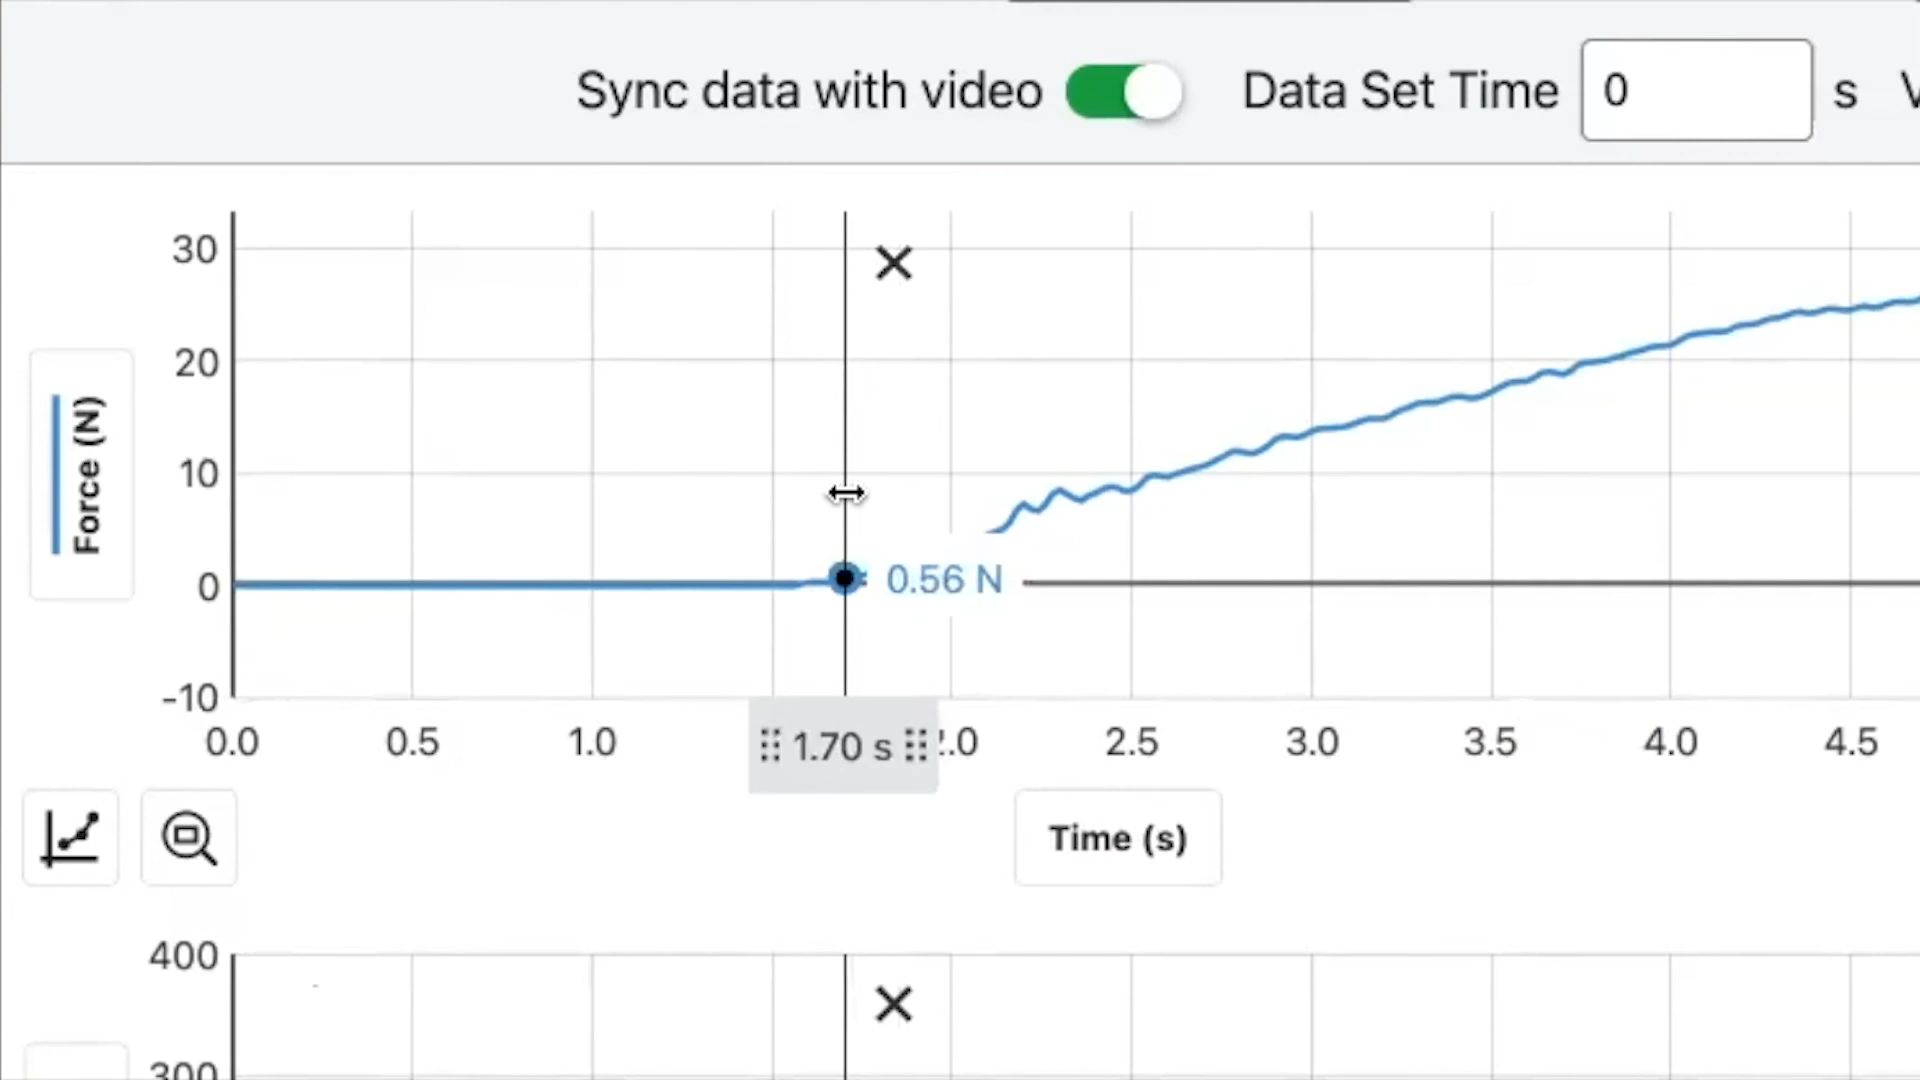 Sync data with video Data Set Time 0 s
30
20
10
0
-10
Force (N)
0.56 N
0.0 0.5 1.0 1.70 s 2.5 3.0 3.5 4.0 4.5
Time (s)
400
300